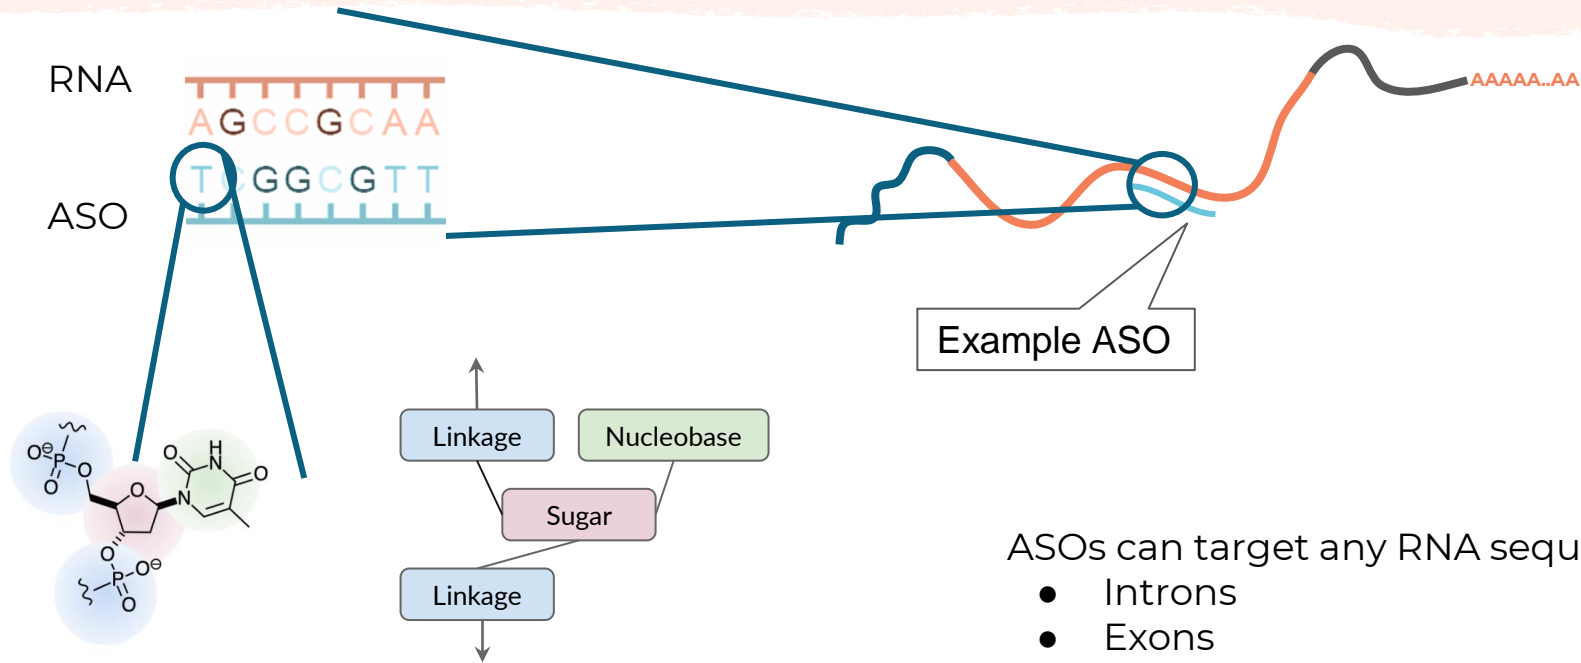 RNA
AGCCGCAA
TCGGCGTT
ASO
AAAAA..AA
Example ASO
Linkage
Nucleobase
Sugar
Linkage
O⊖
P
O
O
O
N
O
H
N
O
O
P
O⊖
O
ASOs can target any RNA sequ
● Introns
● Exons